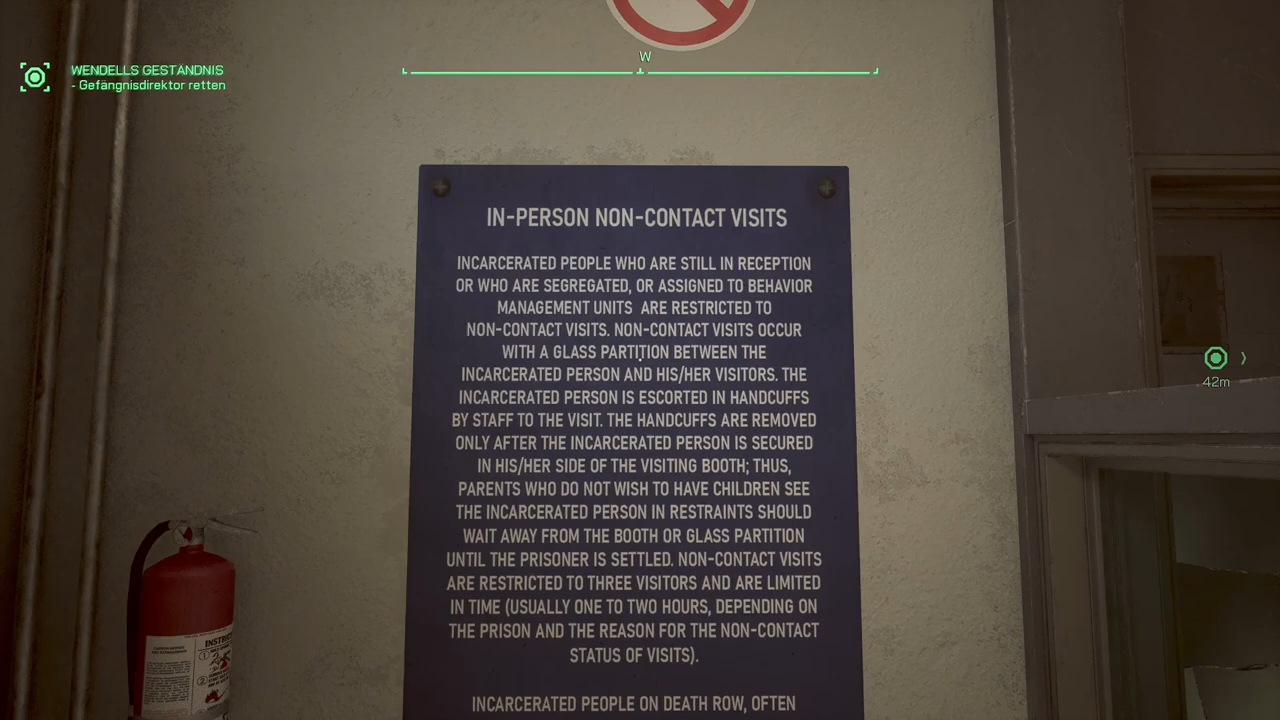 WENDELLS GESTÄNDNIS
- Gefängnisdirektor retten
W
IN-PERSON NON-CONTACT VISITS
INCARCERATED PEOPLE WHO ARE STILL IN RECEPTION
OR WHO ARE SEGREGATED, OR ASSIGNED TO BEHAVIOR
MANAGEMENT UNITS ARE RESTRICTED TO
NON-CONTACT VISITS. NON-CONTACT VISITS OCCUR
WITH A GLASS PARTITION BETWEEN THE
INCARCERATED PERSON AND HIS/HER VISITORS. THE
INCARCERATED PERSON IS ESCORTED IN HANDCUFFS
BY STAFF TO THE VISIT. THE HANDCUFFS ARE REMOVED
ONLY AFTER THE INCARCERATED PERSON IS SECURED
IN HIS/HER SIDE OF THE VISITING BOOTH; THUS,
PARENTS WHO DO NOT WISH TO HAVE CHILDREN SEE
THE INCARCERATED PERSON IN RESTRAINTS SHOULD
WAIT AWAY FROM THE BOOTH OR GLASS PARTITION
UNTIL THE PRISONER IS SETTLED. NON-CONTACT VISITS
ARE RESTRICTED TO THREE VISITORS AND ARE LIMITED
IN TIME (USUALLY ONE TO TWO HOURS, DEPENDING ON
THE PRISON AND THE REASON FOR THE NON-CONTACT
STATUS OF VISITS).
INCARCERATED PEOPLE ON DEATH ROW, OFTEN
42m
1
2